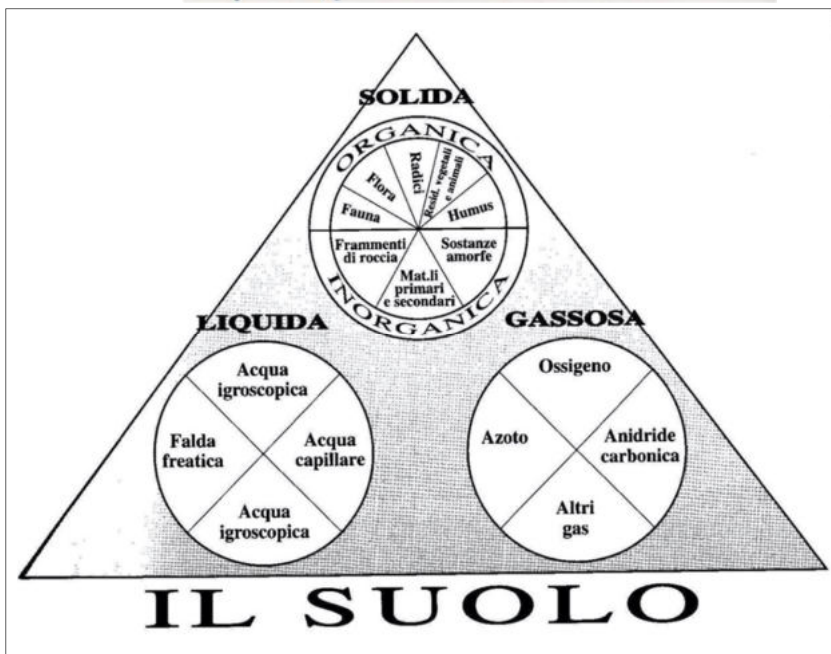 SOLIDA
ORGANICA
Fauna
Flora
Radici
Resid. vegetali
e animali
Humus
Frammenti
di roccia
Mat.li
primari
e secondari
Sostanze
amorfe
INORGANICA
LIQUIDA
Acqua
igroscopica
Falda
freatica
Acqua
capillare
Acqua
igroscopica
GASSOSA
Ossigeno
Azoto
Anidride
carbonica
Altri
gas
IL SUOLO